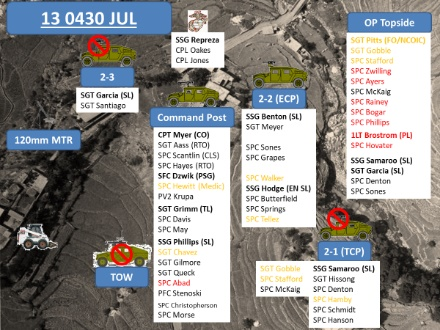 13 0430 JUL
SSG Repreza
CPL Oakes
CPL Jones
2-3
SSG Garcia (SL)
SGT Santiago
120mm MTR
TOW
Command Post
CPT Myer (CO)
SGT Aass (RTO)
SPC Scantlin (CLS)
SPC Hayes (RTO)
SFC Dzwik (PSG)
SPC Hewitt (Medic)
PV2 Krupa
SGT Grimm (TL)
SPC Davis
SPC May
SSG Phillips (SL)
SGT Chavez
SGT Gilmore
SGT Queck
SPC Abad
PFC Stenoski
SPC Christopherson
SPC Morse
2-2 (ECP)
SSG Benton (SL)
SGT Meyer
SPC Sones
SPC Grapes
SPC Walker
SSG Hodge (EN SL)
SPC Butterfield
SPC Springs
SPC Tellez
OP Topside
SGT Pitts (FO/NCOIC)
SGT Gobble
SPC Stafford
SPC Zwilling
SPC Ayers
SPC McKaig
SPC Rainey
SPC Bogar
SPC Phillips
1LT Brostrom (PL)
SPC Hovater
SSG Samaroo (SL)
SGT Garcia (SL)
SPC Denton
SPC Sones
2-1 (TCP)
SGT Gobble
SPC Stafford
SPC McKaig
SSG Samaroo (SL)
SGT Hissong
SPC Denton
SPC Hamby
SPC Schmidt
SPC Hanson